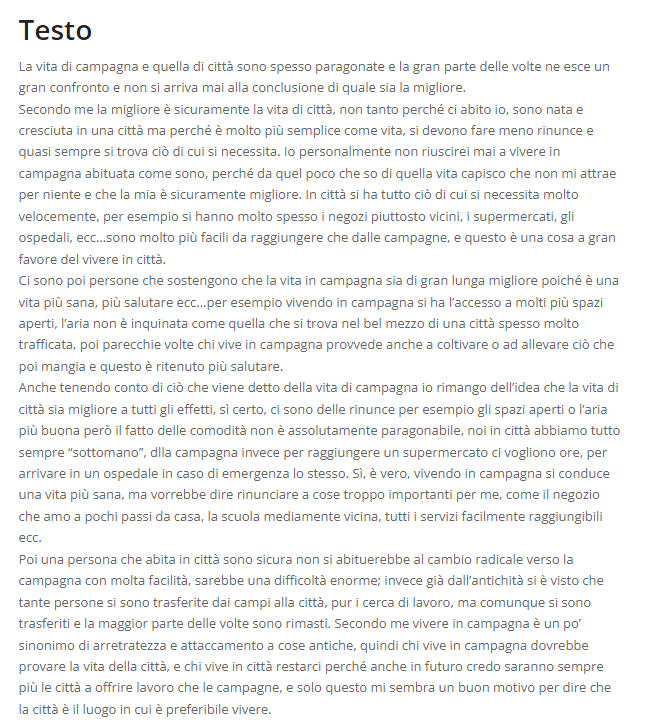 Testo
La vita di campagna e quella di città sono spesso paragonate e la gran parte delle volte ne esce un
gran confronto e non si arriva mai alla conclusione di quale sia la migliore.
Secondo me la migliore è sicuramente la vita di città, non tanto perché ci abito io, sono nata e
cresciuta in una città ma perché è molto più semplice come vita, si devono fare meno rinunce e
quasi sempre si trova ciò di cui si necessita. Io personalmente non riuscirei mai a vivere in
campagna abituata come sono, perché da quel poco che so di quella vita capisco che non mi attrae
per niente e che la mia è sicuramente migliore. In città si ha tutto ciò di cui si necessita molto
velocemente, per esempio si hanno molto spesso i negozi piuttosto vicini, i supermercati, gli
ospedali, ecc…sono molto più facili da raggiungere che dalle campagne, e questo è una cosa a gran
favore del vivere in città.
Ci sono poi persone che sostengono che la vita in campagna sia di gran lunga migliore poiché è una
vita più sana, più salutare ecc…per esempio vivendo in campagna si ha l’accesso a molti più spazi
aperti, l’aria non è inquinata come quella che si trova nel bel mezzo di una città spesso molto
trafficata, poi parecchie volte chi vive in campagna provvede anche a coltivare o ad allevare ciò che
poi mangia e questo è ritenuto più salutare.
Anche tenendo conto di ciò che viene detto della vita di campagna io rimango dell’idea che la vita di
città sia migliore a tutti gli effetti, sì certo, ci sono delle rinunce per esempio gli spazi aperti o l’aria
più buona però il fatto delle comodità non è assolutamente paragonabile, noi in città abbiamo tutto
sempre “sottomano”, dlla campagna invece per raggiungere un supermercato ci vogliono ore, per
arrivare in un ospedale in caso di emergenza lo stesso. Sì, è vero, vivendo in campagna si conduce
una vita più sana, ma vorrebbe dire rinunciare a cose troppo importanti per me, come il negozio
che amo a pochi passi da casa, la scuola mediamente vicina, tutti i servizi facilmente raggiungibili
ecc.
Poi una persona che abita in città sono sicura non si abituerebbe al cambio radicale verso la
campagna con molta facilità, sarebbe una difficoltà enorme; invece già dall’antichità si è visto che
tante persone si sono trasferite dai campi alla città, pur i cerca di lavoro, ma comunque si sono
trasferiti e la maggior parte delle volte sono rimasti. Secondo me vivere in campagna è un po’
sinonimo di arretratezza e attaccamento a cose antiche, quindi chi vive in campagna dovrebbe
provare la vita della città, e chi vive in città restarci perché anche in futuro credo saranno sempre
più le città a offrire lavoro che le campagne, e solo questo mi sembra un buon motivo per dire che
la città è il luogo in cui è preferibile vivere.